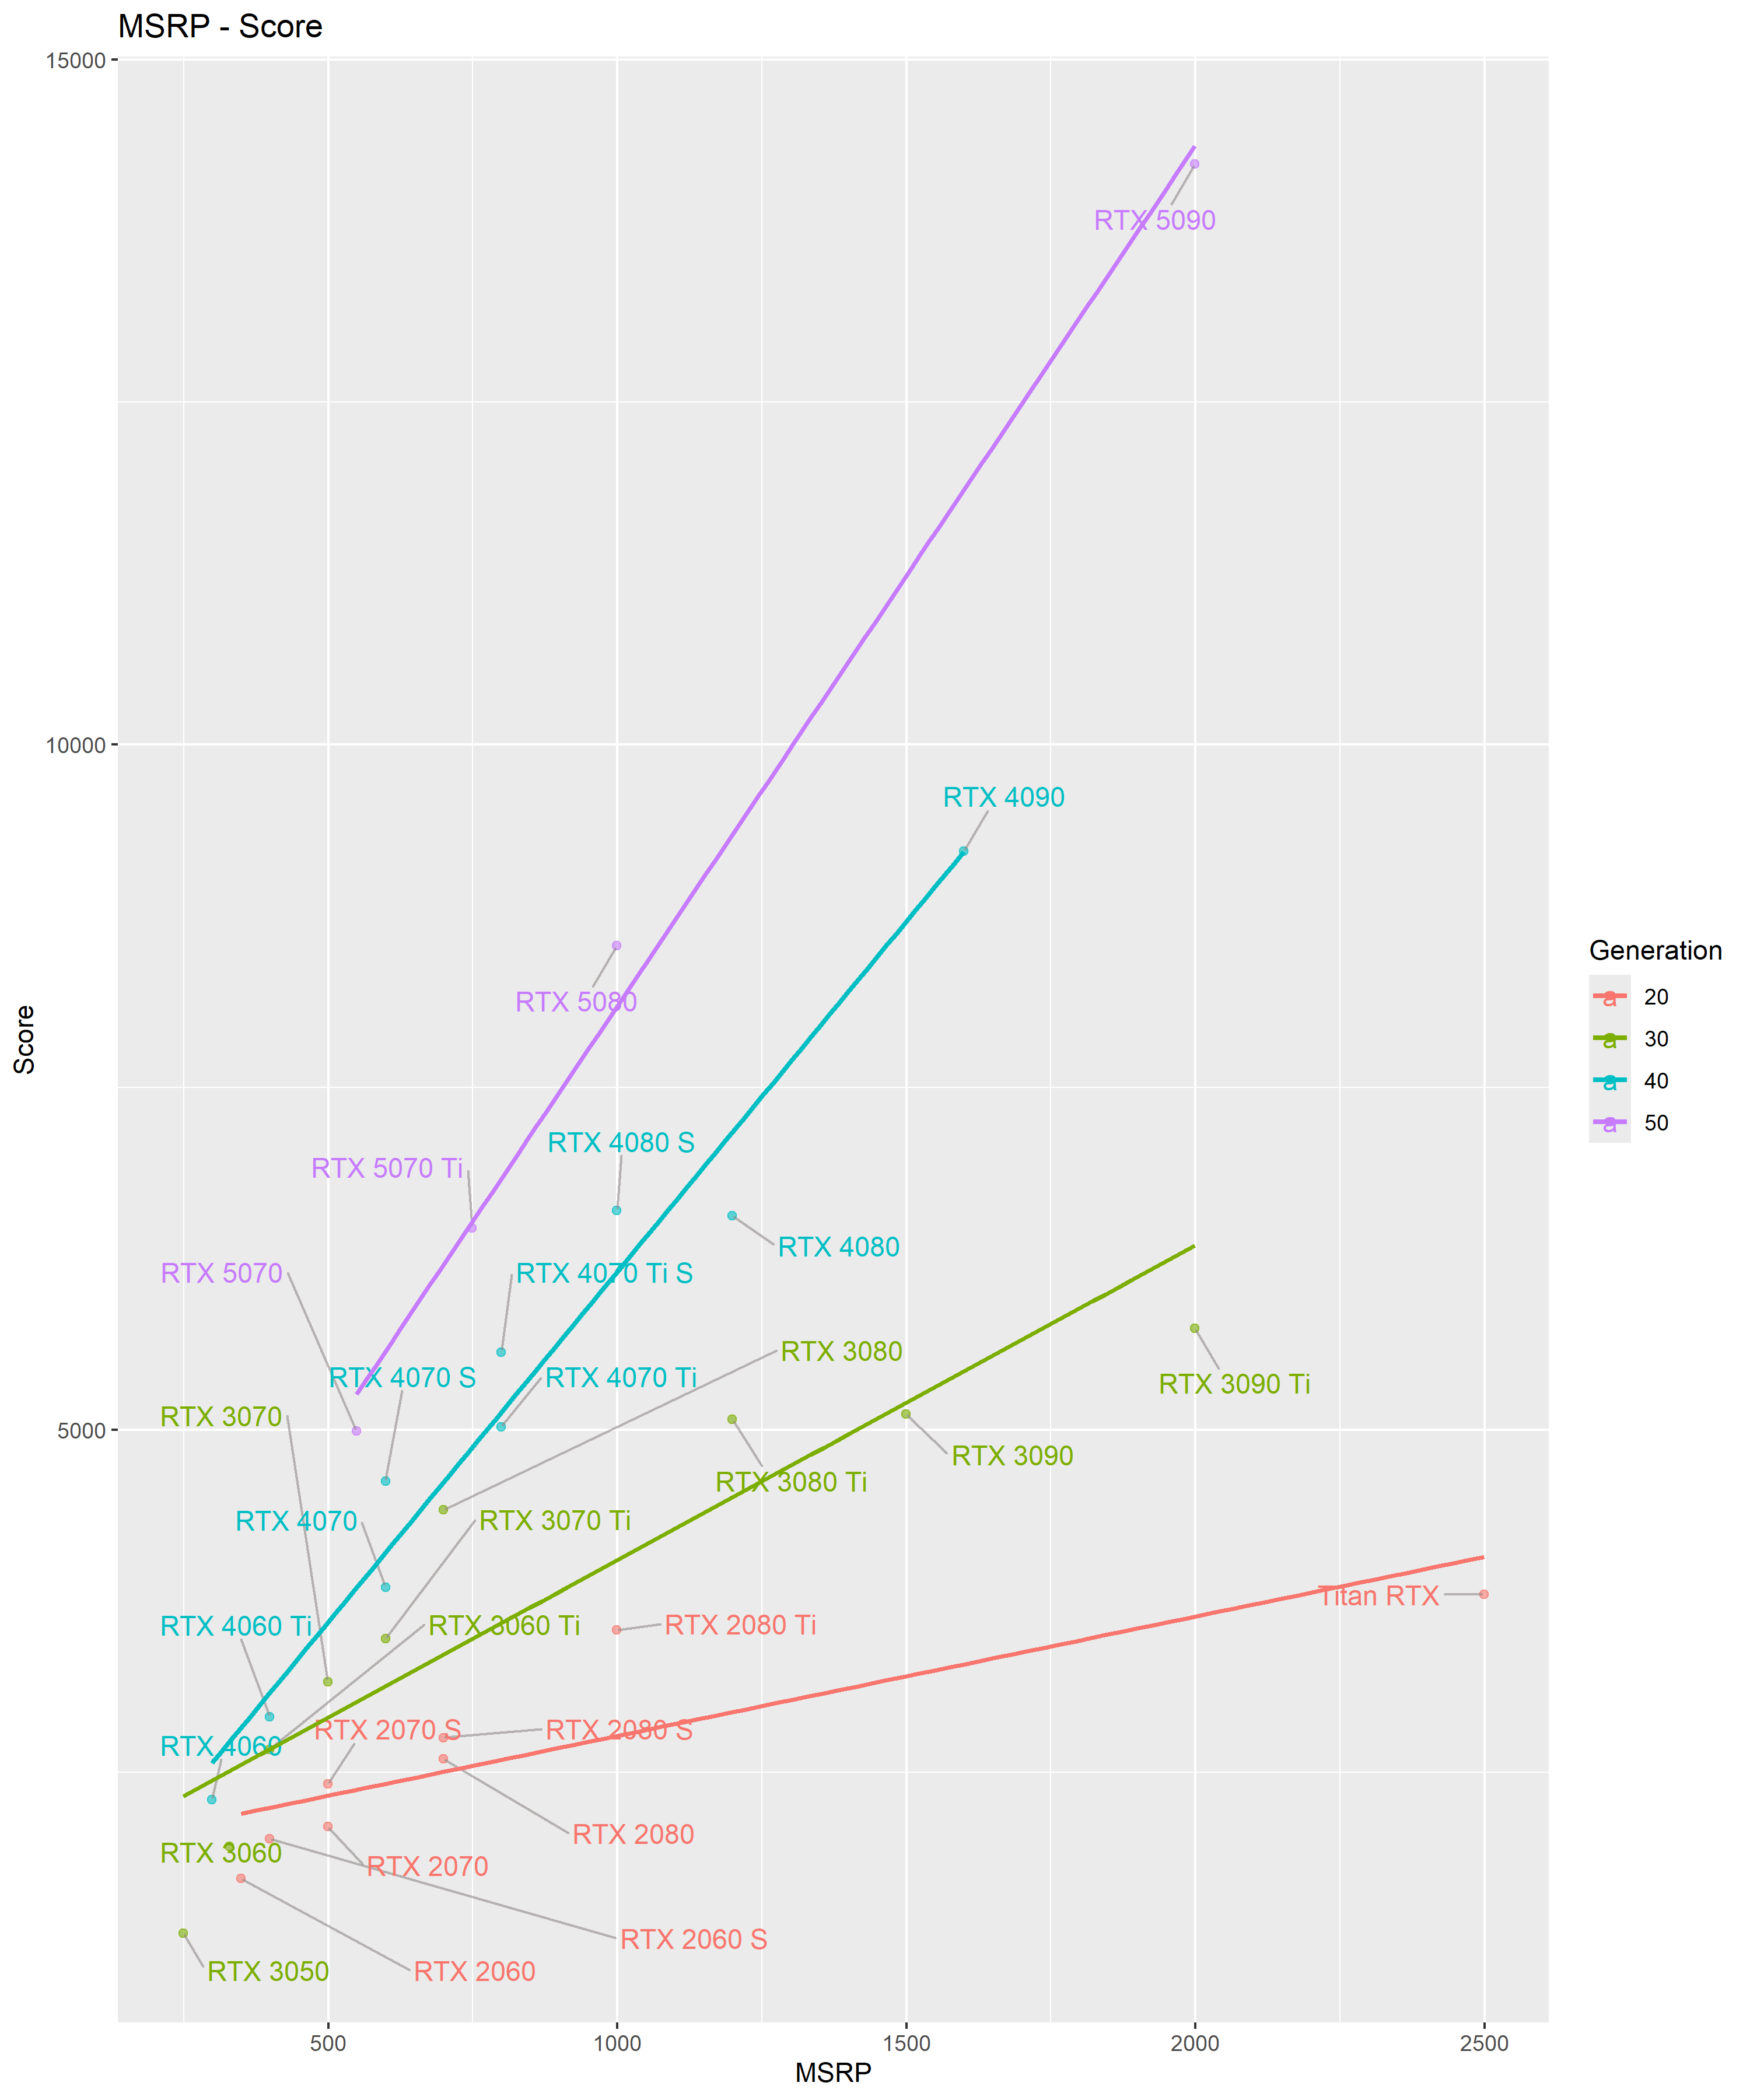 MSRP - Score
15000
RTX 5090
10000
RTX 4090
Generation
a 20
a 30
a 40
a 50
RTX 5080
Score
RTX 4080 S
RTX 5070 Ti
RTX 4080
RTX 5070
RTX 4070 Ti S
RTX 3080
RTX 4070 S
RTX 4070 Ti
RTX 3090 Ti
RTX 3070
5000
RTX 3090
RTX 3080 Ti
RTX 4070
RTX 3070 Ti
Titan RTX
RTX 4060 Ti
RTX 3060 Ti
RTX 2080 Ti
RTX 2070 S
RTX 2080 S
RTX 4060
RTX 2080
RTX 3060
RTX 2070
RTX 2060 S
RTX 3050
RTX 2060
500
1000
1500
2000
2500
MSRP